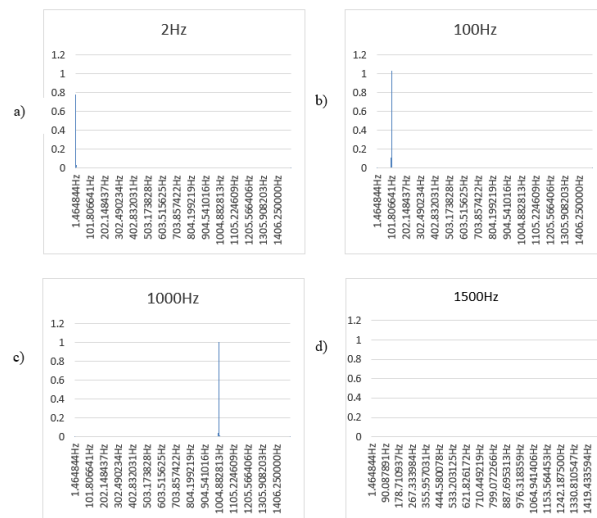 2Hz
1.2
1
0.8
0.6
0.4
0.2
0
1.464844Hz
101.806641Hz
202.148437Hz
302.490234Hz
402.832031Hz
503.173828Hz
603.515625Hz
703.857422Hz
804.199219Hz
904.541016Hz
1004.882813Hz
1105.224609Hz
1205.566406Hz
1305.908203Hz
1406.250000Hz
a)
100Hz
1.2
1
0.8
0.6
0.4
0.2
0
1.464844Hz
101.806641Hz
202.148437Hz
302.490234Hz
402.832031Hz
503.173828Hz
603.515625Hz
703.857422Hz
804.199219Hz
904.541016Hz
1004.882813Hz
1105.224609Hz
1205.566406Hz
1305.908203Hz
1406.250000Hz
b)
1000Hz
1.2
1
0.8
0.6
0.4
0.2
0
1.464844Hz
101.806641Hz
202.148437Hz
302.490234Hz
402.832031Hz
503.173828Hz
603.515625Hz
703.857422Hz
804.199219Hz
904.541016Hz
1004.882813Hz
1105.224609Hz
1205.566406Hz
1305.908203Hz
1406.250000Hz
c)
1500Hz
1.2
1
0.8
0.6
0.4
0.2
0
1.464844Hz
90.087891Hz
178.710937Hz
267.333984Hz
355.957031Hz
444.580078Hz
533.203125Hz
621.826172Hz
710.449219Hz
799.072266Hz
887.695313Hz
976.318359Hz
1064.941406Hz
1153.564453Hz
1242.187500Hz
1330.810547Hz
1419.433594Hz
d)